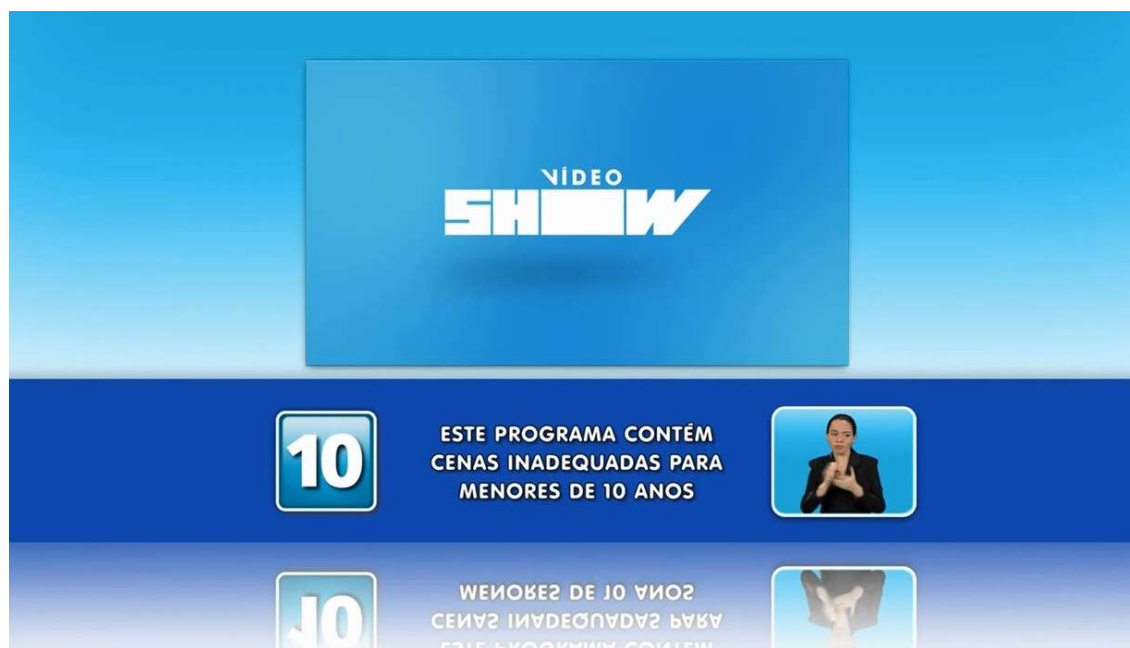 VÍDEO
SHOW
10
ESTE PROGRAMA CONTÉM
CENAS INADEQUADAS PARA
MENORES DE 10 ANOS